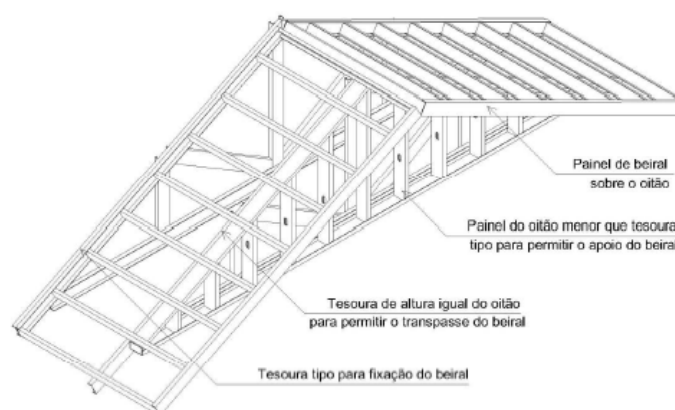 Painel de beiral
sobre o oitão
Painel do oitão menor que tesoura
tipo para permitir o apoio do beiral
Tesoura de altura igual do oitão
para permitir o transpasse do beiral
Tesoura tipo para fixação do beiral